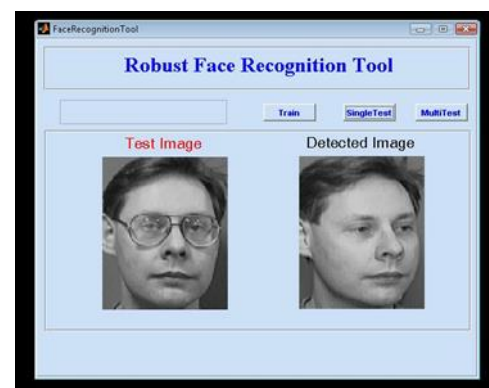 FaceRecognitionTool
Robust Face Recognition Tool
Train SingleTest MultiTest
Test Image Detected Image